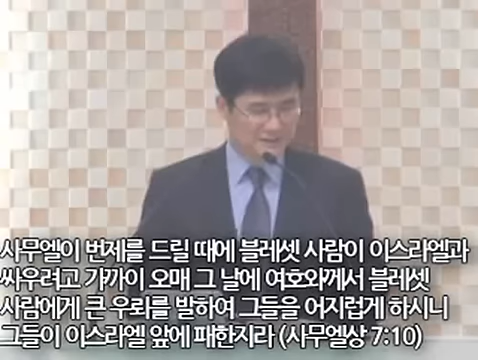 사무엘이 번제를 드릴 때에 블레셋 사람이 이스라엘과
싸우려고 가까이 오매 그 날에 여호와께서 블레셋
사람에게 큰 우뢰를 발하여 그들을 어지럽게 하시니
그들이 이스라엘 앞에 패한지라 (사무엘상 7:10)